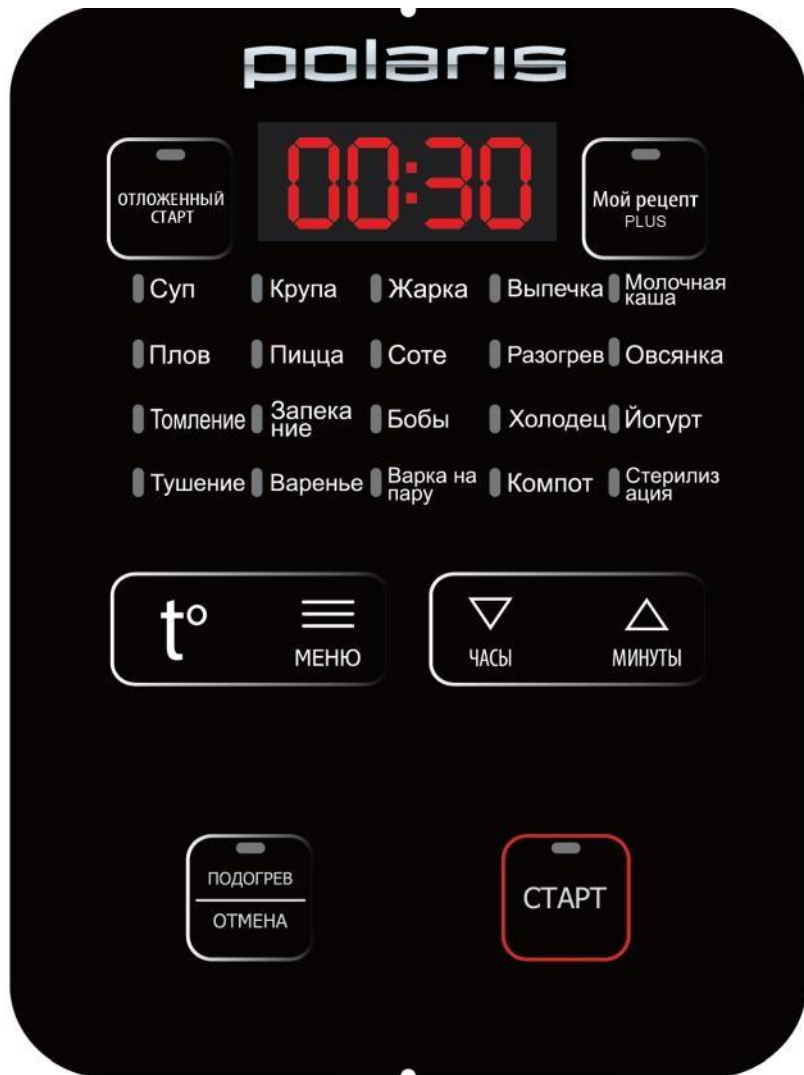 polaris
ОТЛОЖЕННЫЙ
СТАРТ
00:30
Мой рецепт
PLUS
Суп
Крупа
Жарка
Выпечка
Молочная
каша
Плов
Пицца
Соте
Разогрев
Овсянка
Томление
Запека
ние
Бобы
Холодец
Йогурт
Тушение
Варенье
Варка на
пару
Компот
Стерилиз
ация
t°
МЕНЮ
ЧАСЫ
МИНУТЫ
ПОДОГРЕВ
ОТМЕНА
СТАРТ